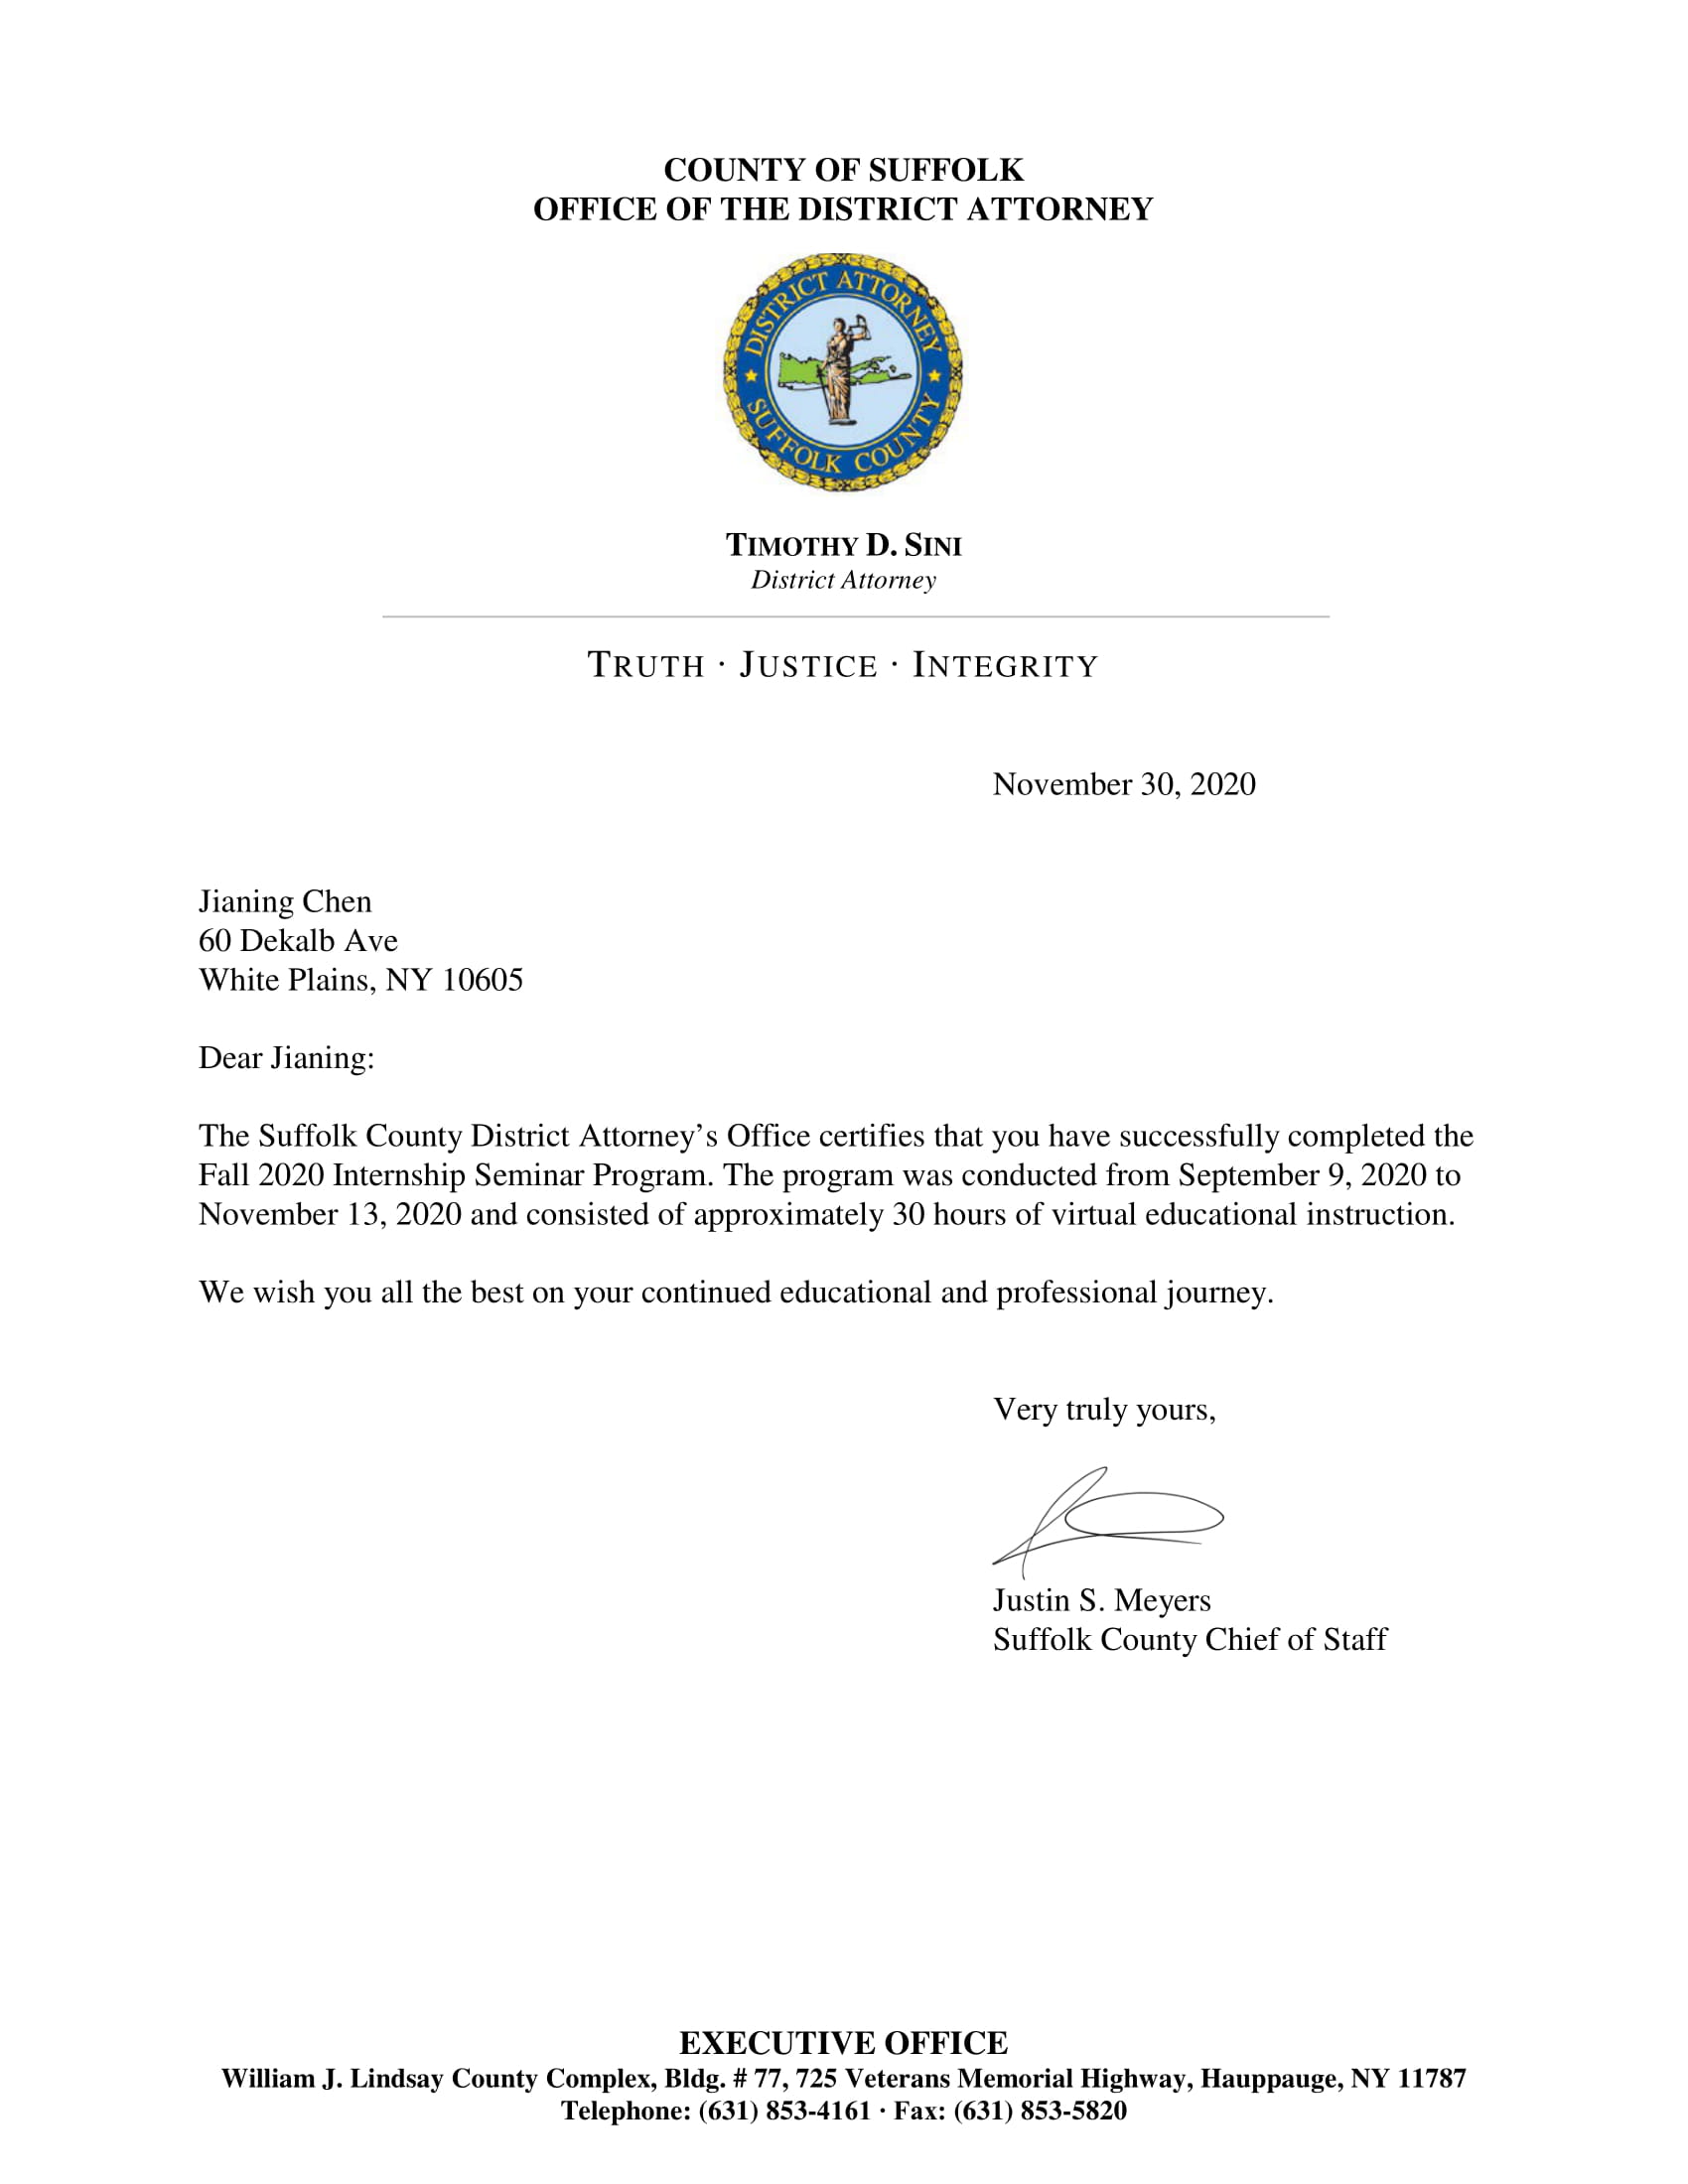 COUNTY OF SUFFOLK
OFFICE OF THE DISTRICT ATTORNEY
DISTRICT ATTORNEY
SUFFOLK COUNTY
TIMOTHY D. SINI
District Attorney
TRUTH · JUSTICE · INTEGRITY
November 30, 2020
Jianing Chen
60 Dekalb Ave
White Plains, NY 10605
Dear Jianing:
The Suffolk County District Attorney’s Office certifies that you have successfully completed the
Fall 2020 Internship Seminar Program. The program was conducted from September 9, 2020 to
November 13, 2020 and consisted of approximately 30 hours of virtual educational instruction.
We wish you all the best on your continued educational and professional journey.
Very truly yours,
Justin S. Meyers
Suffolk County Chief of Staff
EXECUTIVE OFFICE
William J. Lindsay County Complex, Bldg. # 77, 725 Veterans Memorial Highway, Hauppauge, NY 11787
Telephone: (631) 853-4161 · Fax: (631) 853-5820